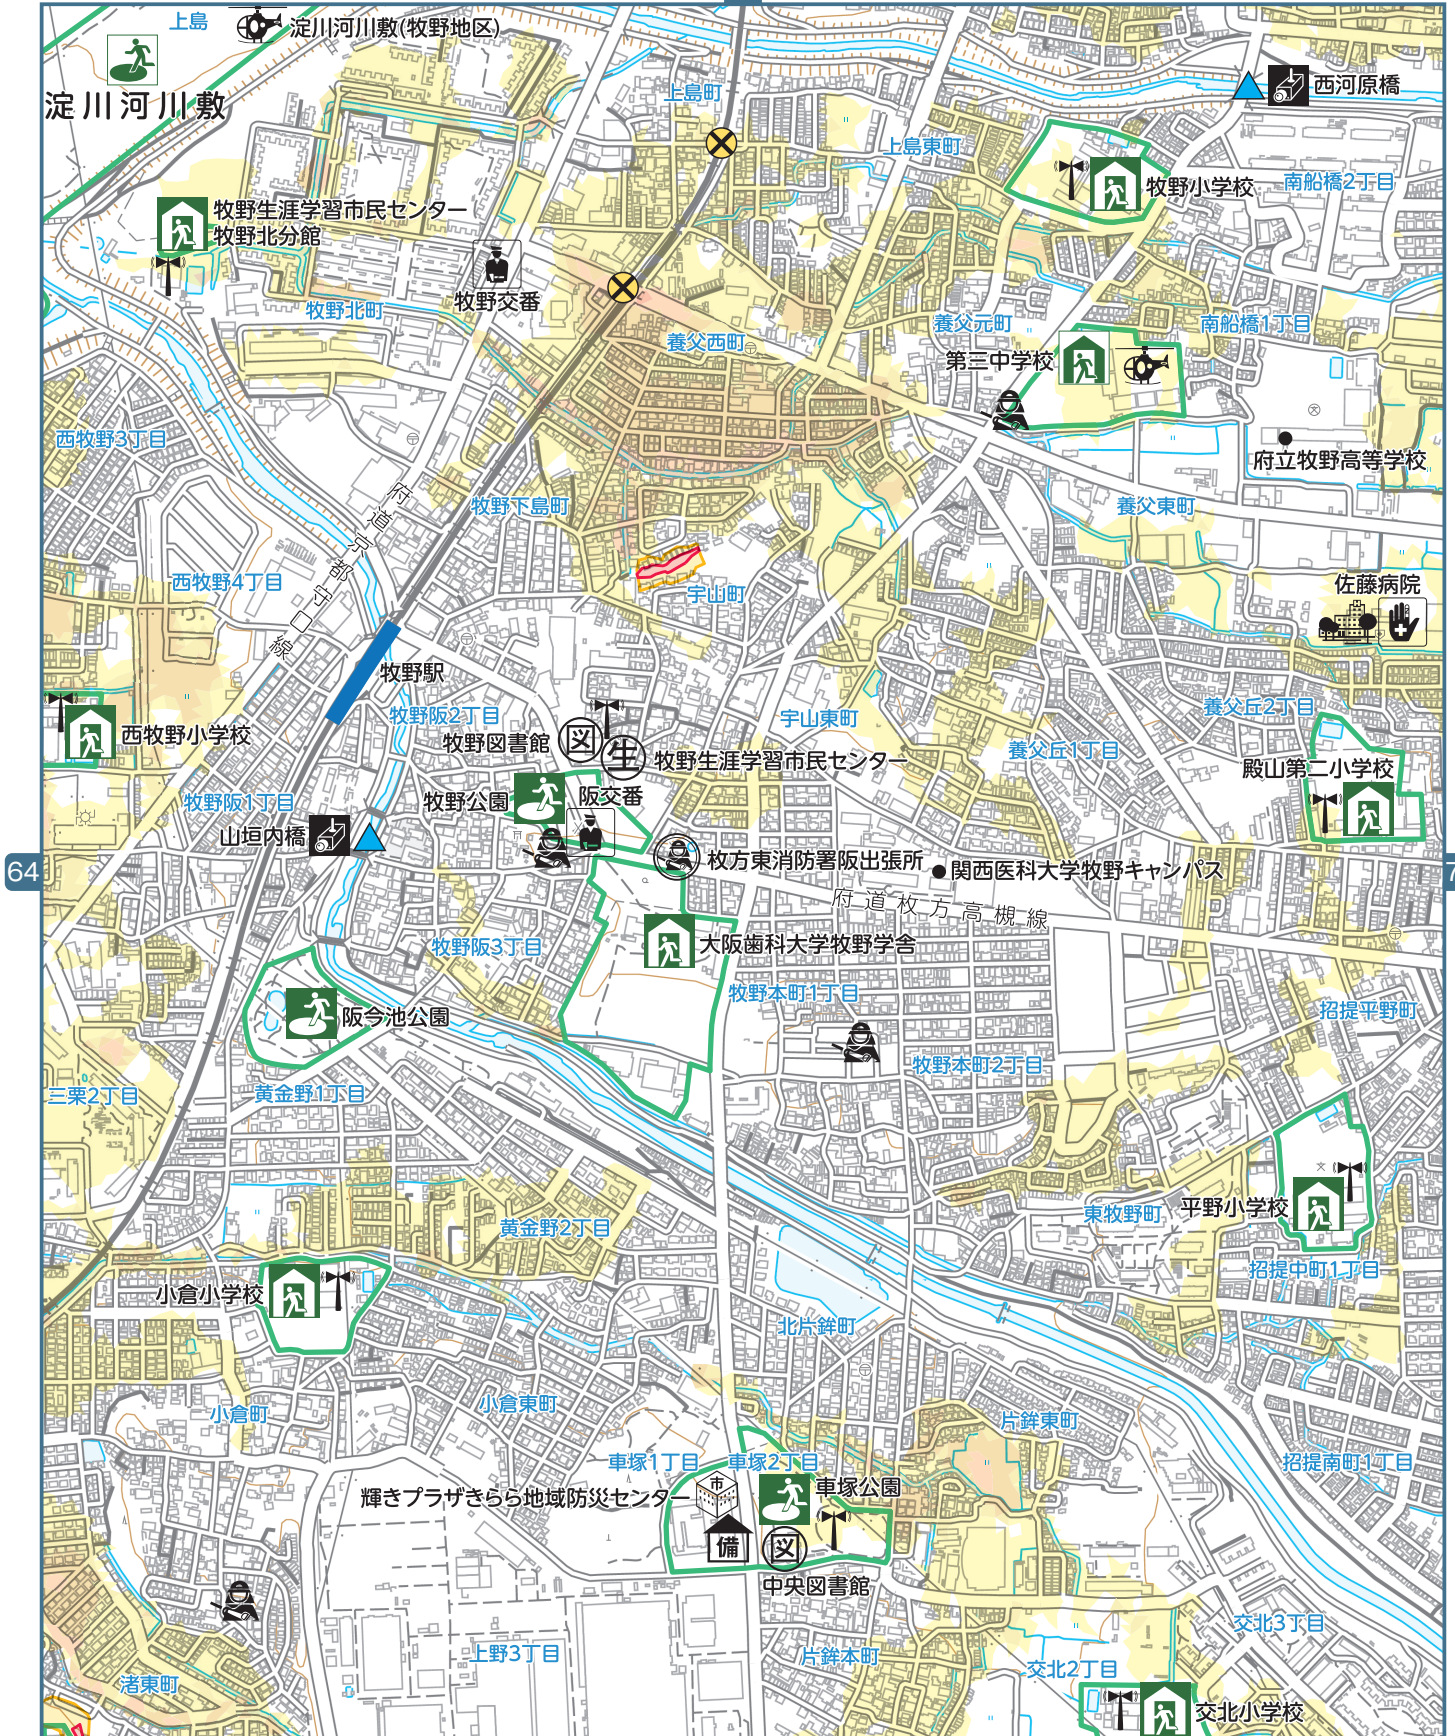 上島
淀川河川敷(牧野地区)
淀川河川敷
上島町
西河原橋
上島東町
牧野小学校
南船橋2丁目
牧野生涯学習市民センター
牧野北分館
牧野交番
牧野北町
養父西町
養父元町
南船橋1丁目
第三中学校
西牧野3丁目
府立牧野高等学校
府道京都守口線
牧野下島町
養父東町
西牧野4丁目
宇山町
佐藤病院
牧野駅
西牧野小学校
牧野阪2丁目
宇山東町
養父丘2丁目
牧野図書館
図
生
牧野生涯学習市民センター
養父丘1丁目
殿山第二小学校
牧野阪1丁目
牧野公園
阪交番
山垣内橋
枚方東消防署阪出張所
関西医科大学牧野キャンパス
64
7
府道枚方高槻線
牧野阪3丁目
大阪歯科大学牧野学舎
牧野本町1丁目
阪今池公園
招提平野町
牧野本町2丁目
三栗2丁目
黄金野1丁目
黄金野2丁目
東牧野町
平野小学校
招提中町1丁目
小倉小学校
北片鉾町
小倉町
小倉東町
片鉾東町
車塚1丁目
車塚2丁目
招提南町1丁目
輝きプラザきらら地域防災センター
市
車塚公園
備
図
中央図書館
上野3丁目
片鉾本町
交北3丁目
交北2丁目
渚東町
交北小学校